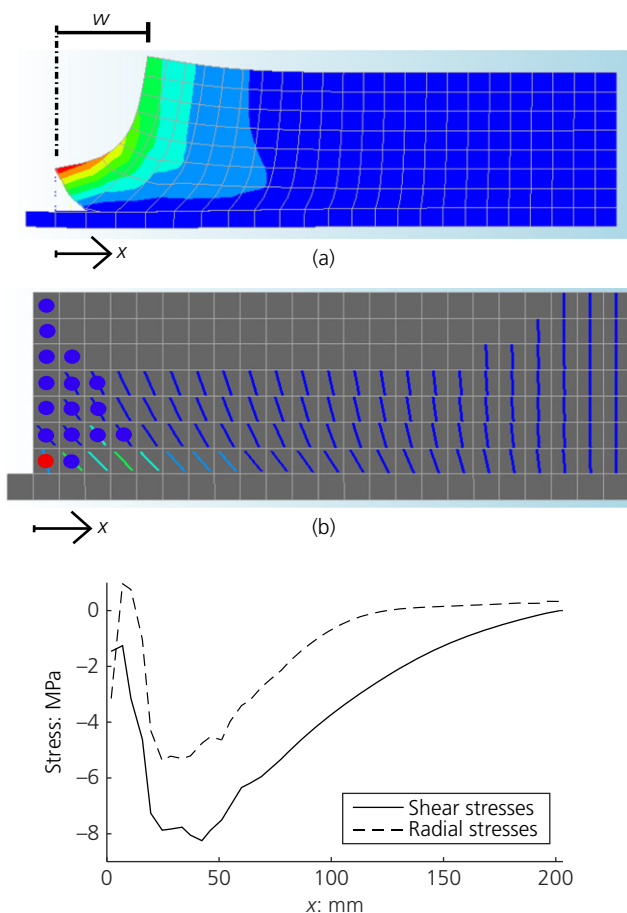 w
x
(a)
x
(b)
0
−2
−4
−6
−8
Stress: MPa
Shear stresses
Radial stresses
0
50
100
150
200
x: mm